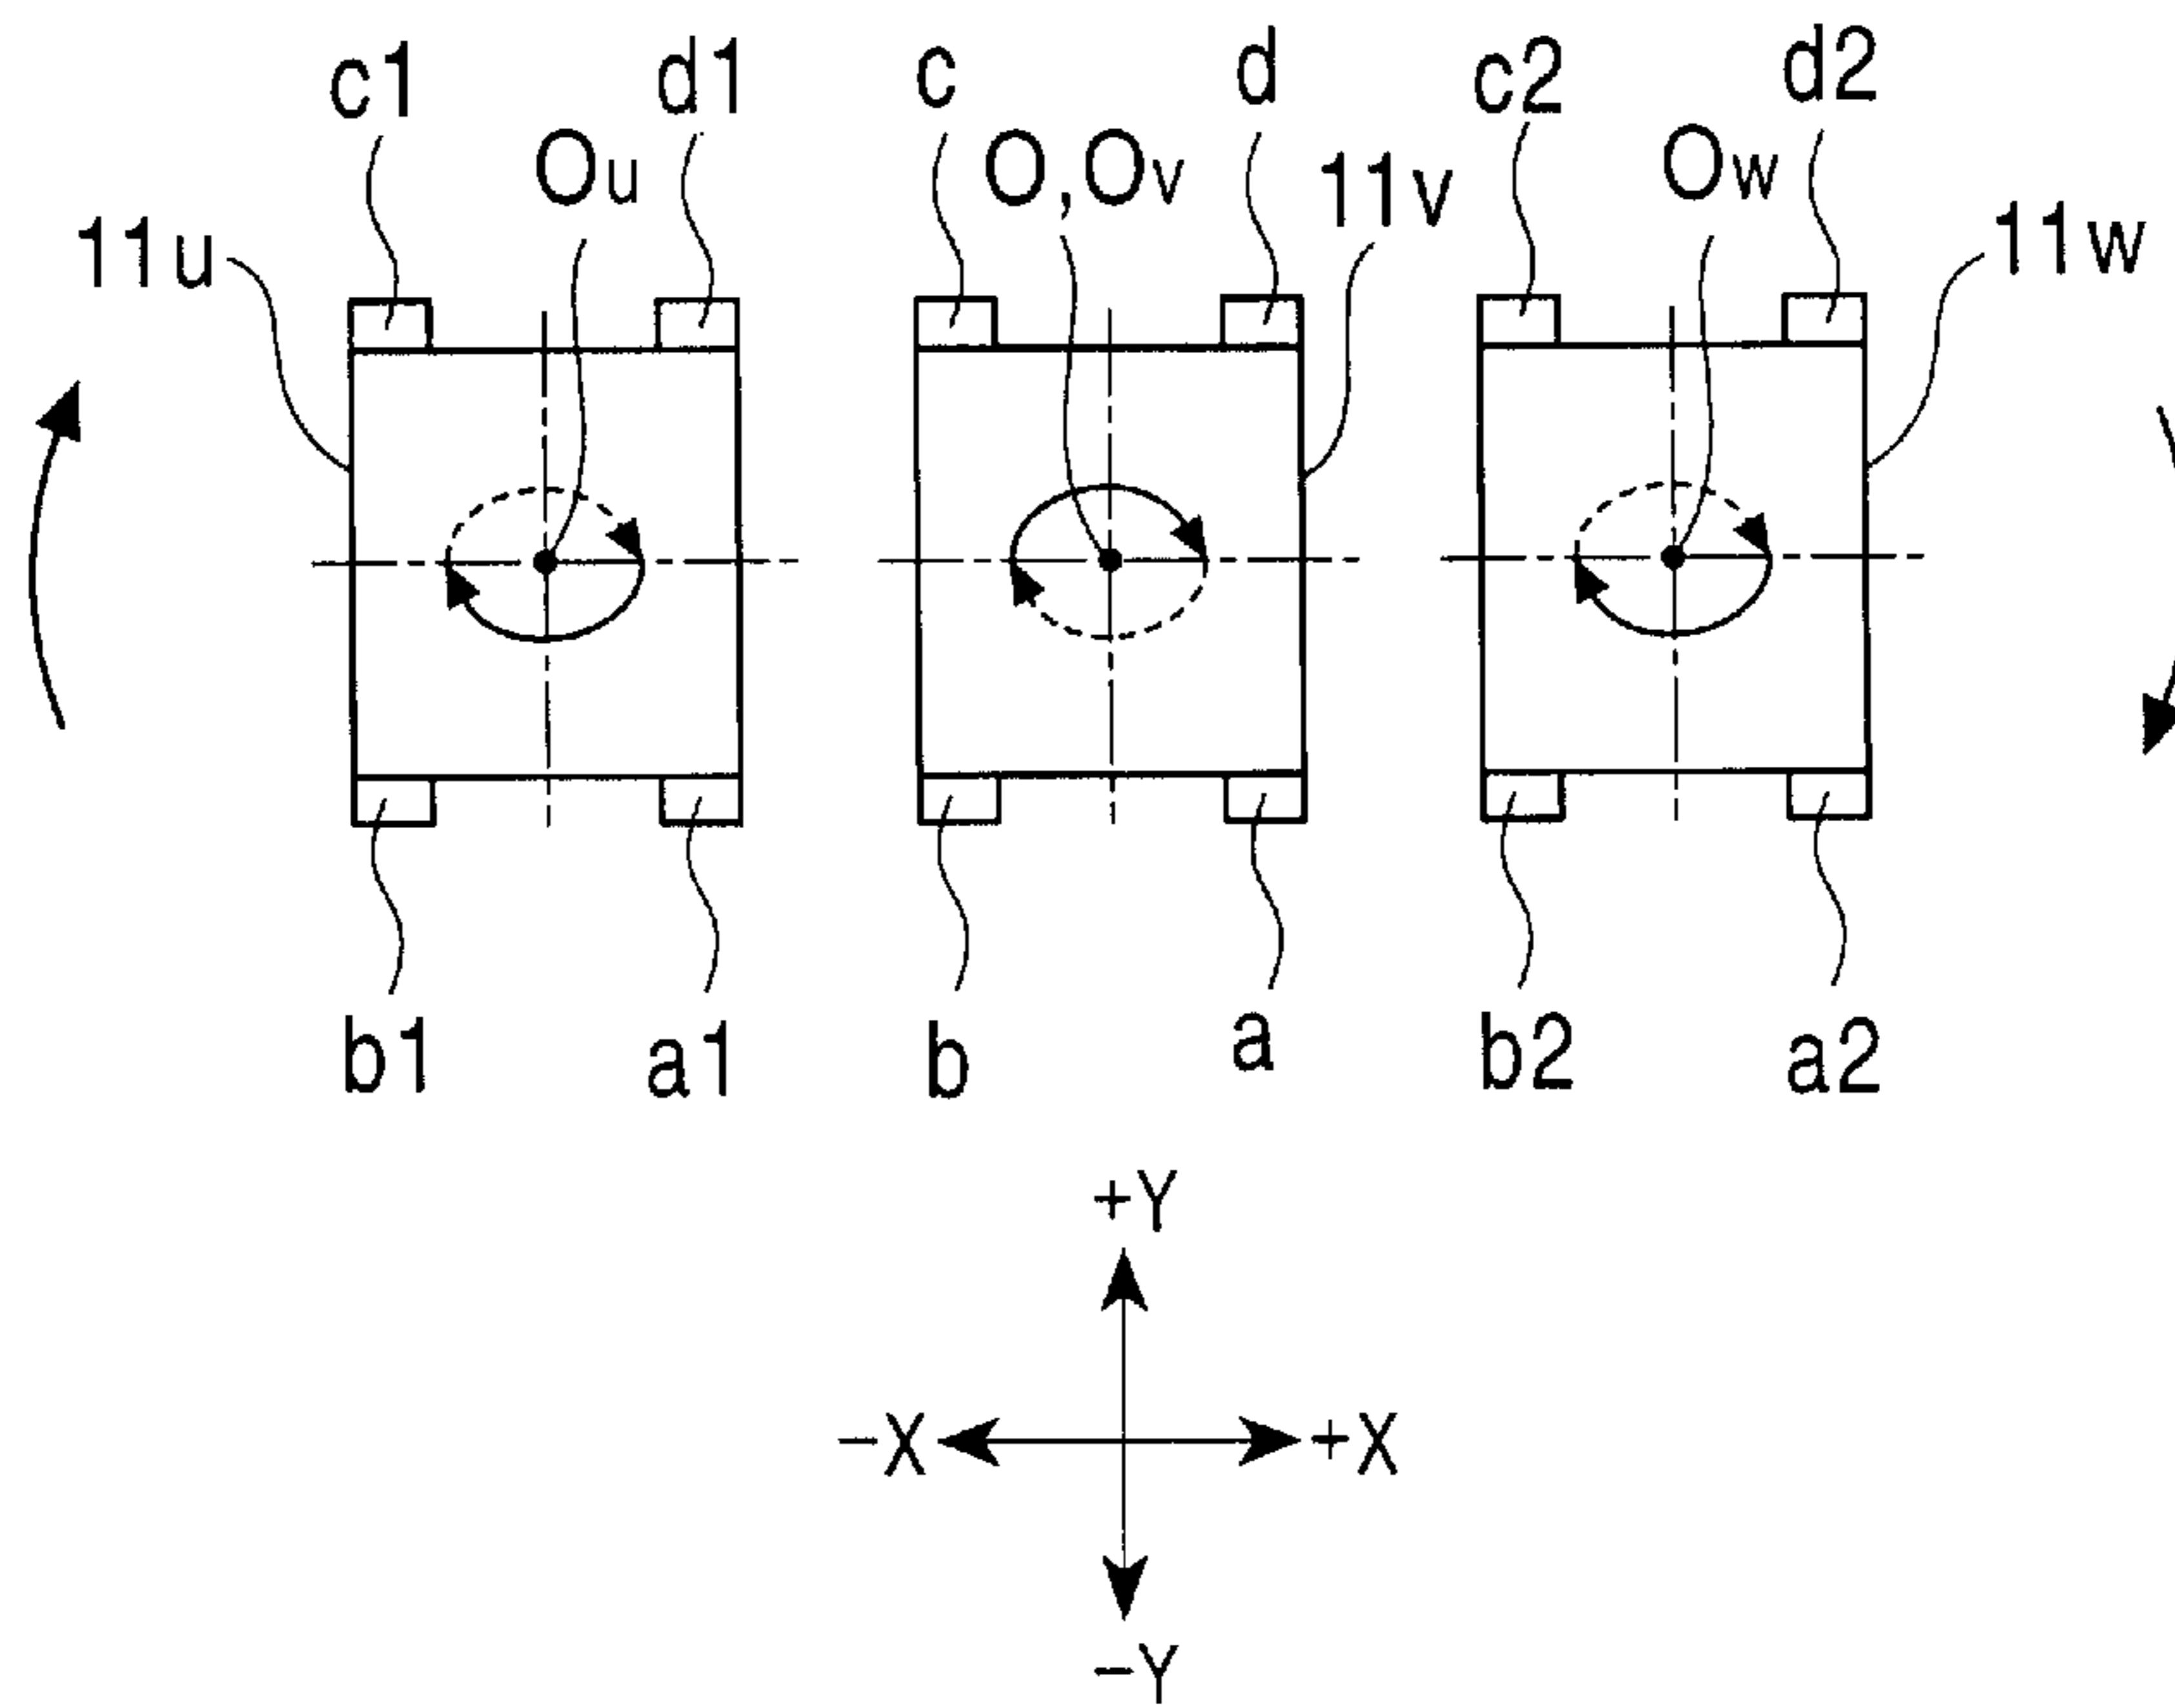 c1 d1 c d c2 d2
Ou O,Ov Ow
11u 11v 11w
b1 a1 b a b2 a2
+Y
-X +X
-Y